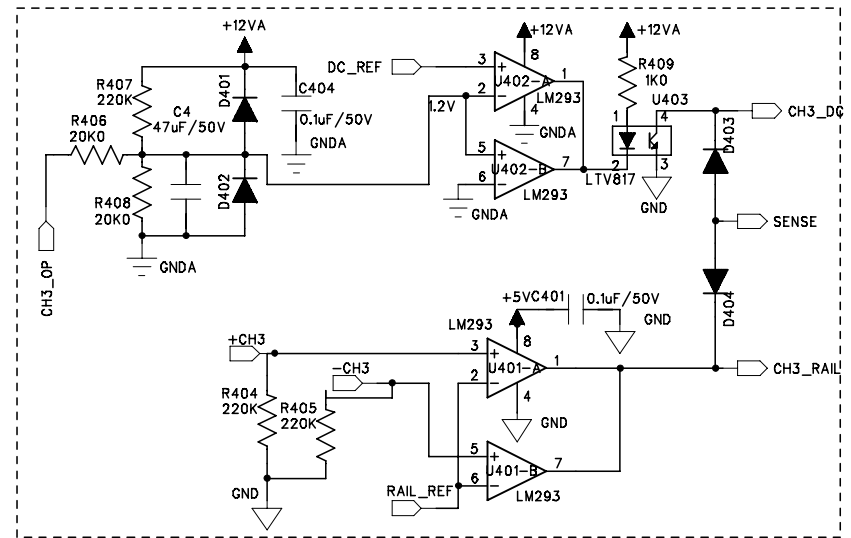 +12VA
R407
220K
D401
C404
0.1uF/50V
GNDA
C4
47uF/50V
R406
20K0
R408
20K0
D402
GNDA
CH3_OP
DC_REF
1.2V
+12VA
3
+
8
U402-A
1
2
−
4
LM293
GNDA
5
+
U402-B
7
6
−
LM293
GNDA
+12VA
R409
1K0
U403
1
4
2
3
LTV817
GND
CH3_DC
D403
SENSE
D404
+5V
C401
0.1uF/50V
GND
LM293
+CH3
3
+
8
U401-A
1
2
−
4
GND
CH3_RAIL
-CH3
R404
220K
R405
220K
GND
5
+
U401-B
7
6
−
LM293
RAIL_REF